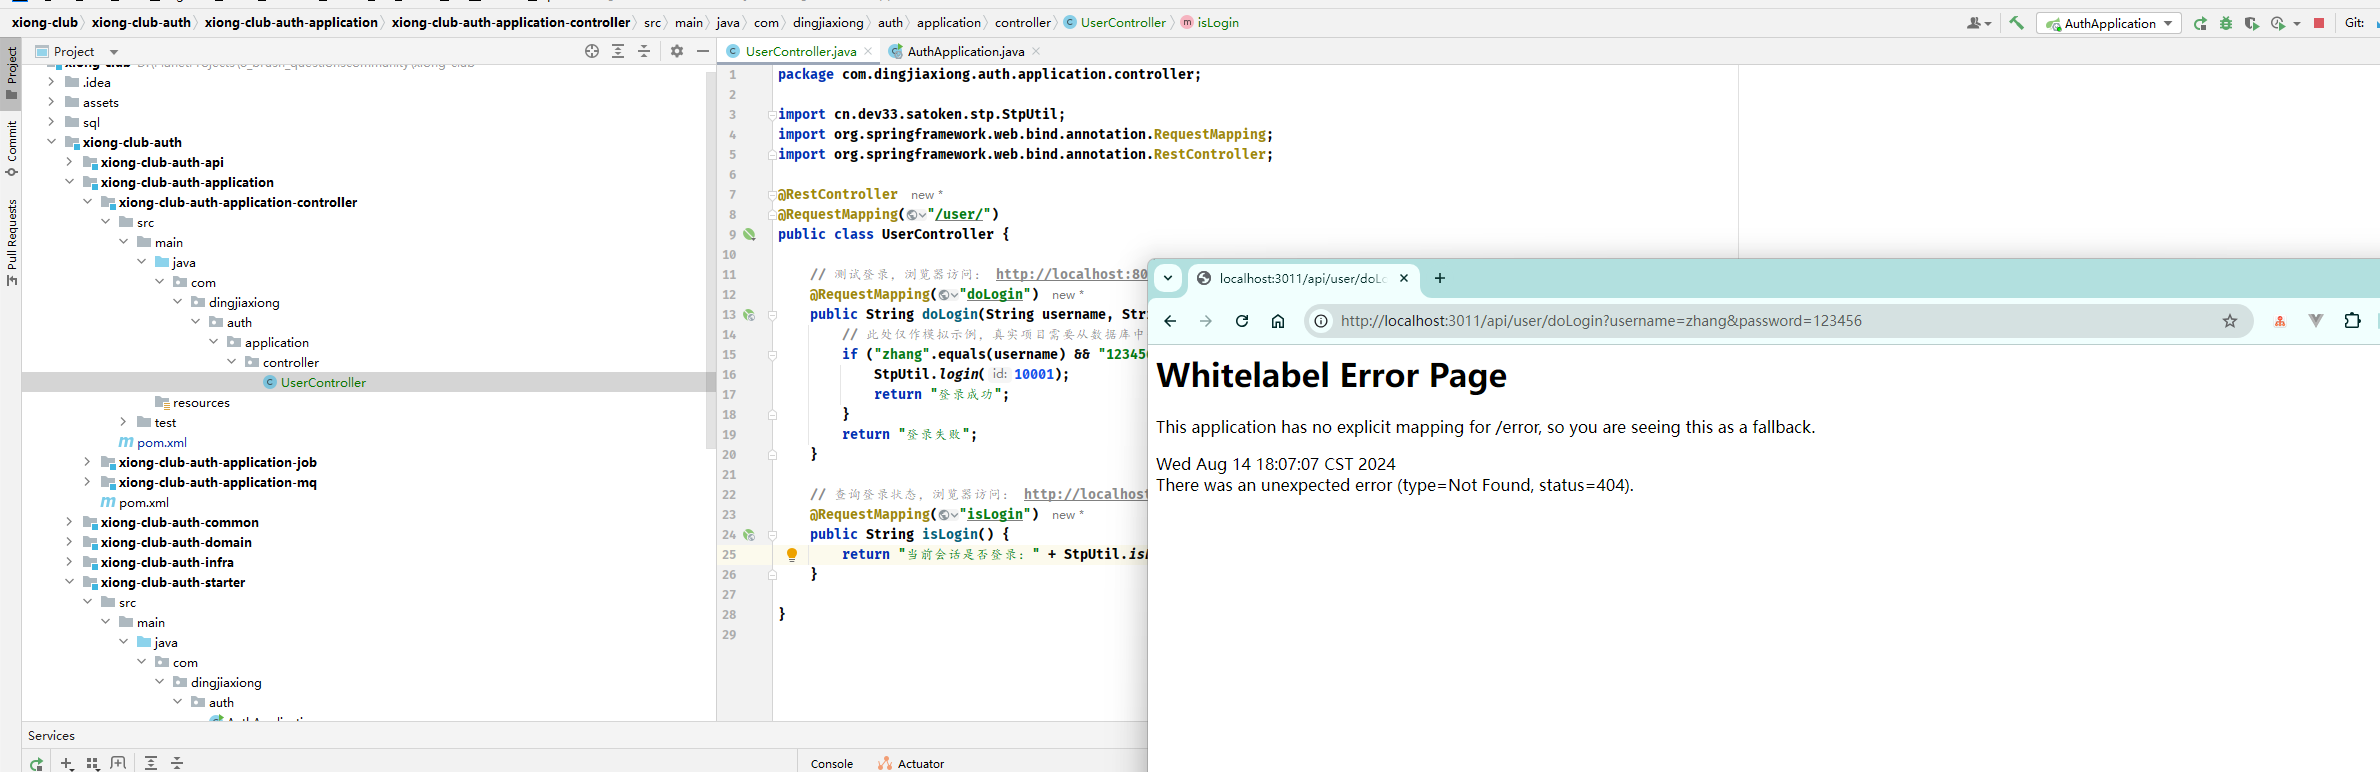 xiong-club xiong-club-auth xiong-club-auth-application xiong-club-auth-application-controller src main java com dingjiaxiong auth application controller UserController isLogin
AuthApplication Git:
Project
Commit
Pull Requests
Project
.idea
assets
sql
xiong-club-auth
xiong-club-auth-api
xiong-club-auth-application
xiong-club-auth-application-controller
src
main
java
com
dingjiaxiong
auth
application
controller
UserController
resources
test
pom.xml
xiong-club-auth-application-job
xiong-club-auth-application-mq
pom.xml
xiong-club-auth-common
xiong-club-auth-domain
xiong-club-auth-infra
xiong-club-auth-starter
src
main
java
com
dingjiaxiong
auth
UserController.java AuthApplication.java
1 package com.dingjiaxiong.auth.application.controller;
2
3 import cn.dev33.satoken.stp.StpUtil;
4 import org.springframework.web.bind.annotation.RequestMapping;
5 import org.springframework.web.bind.annotation.RestController;
6
7 @RestController new *
8 @RequestMapping("/user/")
9 public class UserController {
10
11 // 测试登录，浏览器访问： http://localhost:80
12 @RequestMapping("doLogin") new *
13 public String doLogin(String username, Str
14 // 此处仅作模拟示例，真实项目需要从数据库中
15 if ("zhang".equals(username) && "123456
16 StpUtil.login( id: 10001);
17 return "登录成功";
18 }
19 return "登录失败";
20 }
21
22 // 查询登录状态，浏览器访问： http://localhost
23 @RequestMapping("isLogin") new *
24 public String isLogin() {
25 return "当前会话是否登录：" + StpUtil.isL
26 }
27
28 }
29
Services
Console Actuator
localhost:3011/api/user/doLo
http://localhost:3011/api/user/doLogin?username=zhang&password=123456
Whitelabel Error Page
This application has no explicit mapping for /error, so you are seeing this as a fallback.
Wed Aug 14 18:07:07 CST 2024
There was an unexpected error (type=Not Found, status=404).